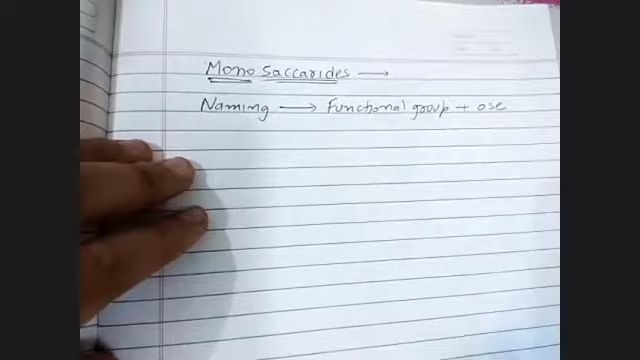 Mono Saccarides →
Naming → Functional group + ose